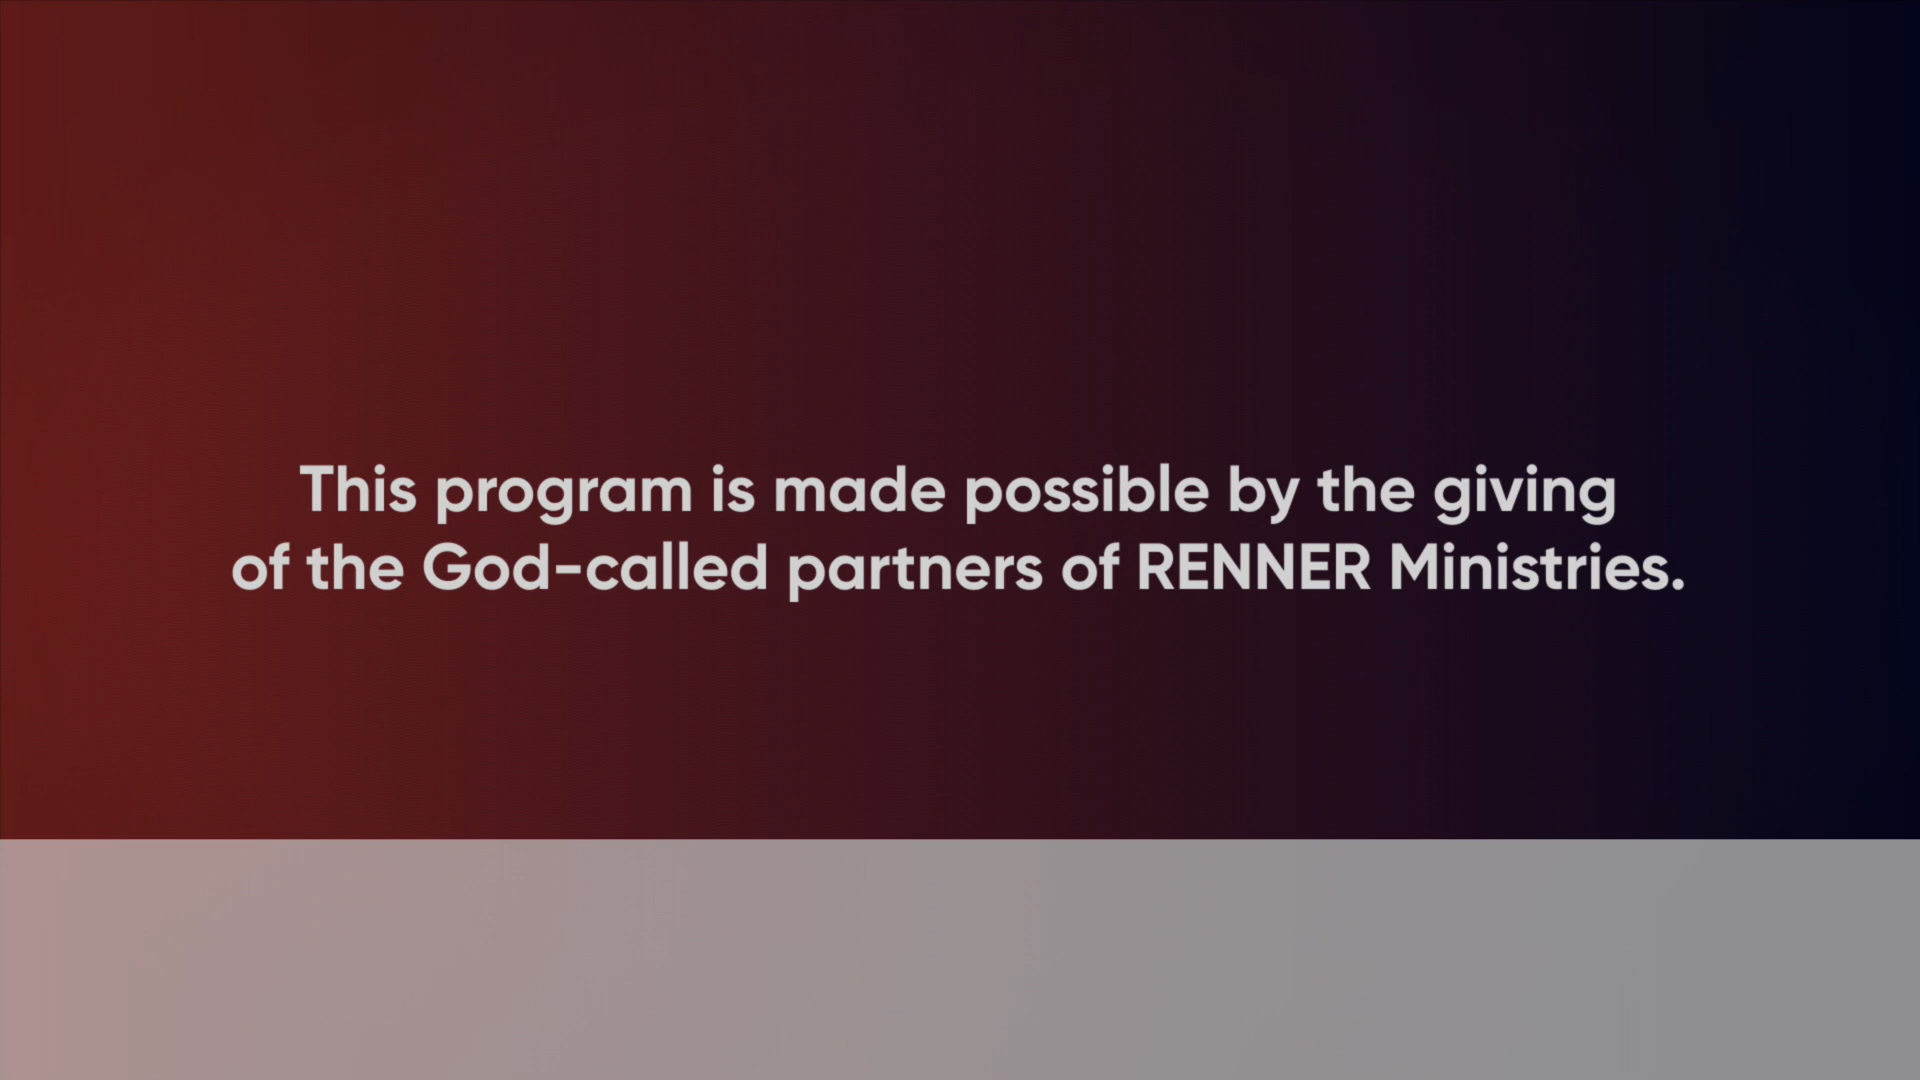 This program is made possible by the giving
of the God-called partners of RENNER Ministries.